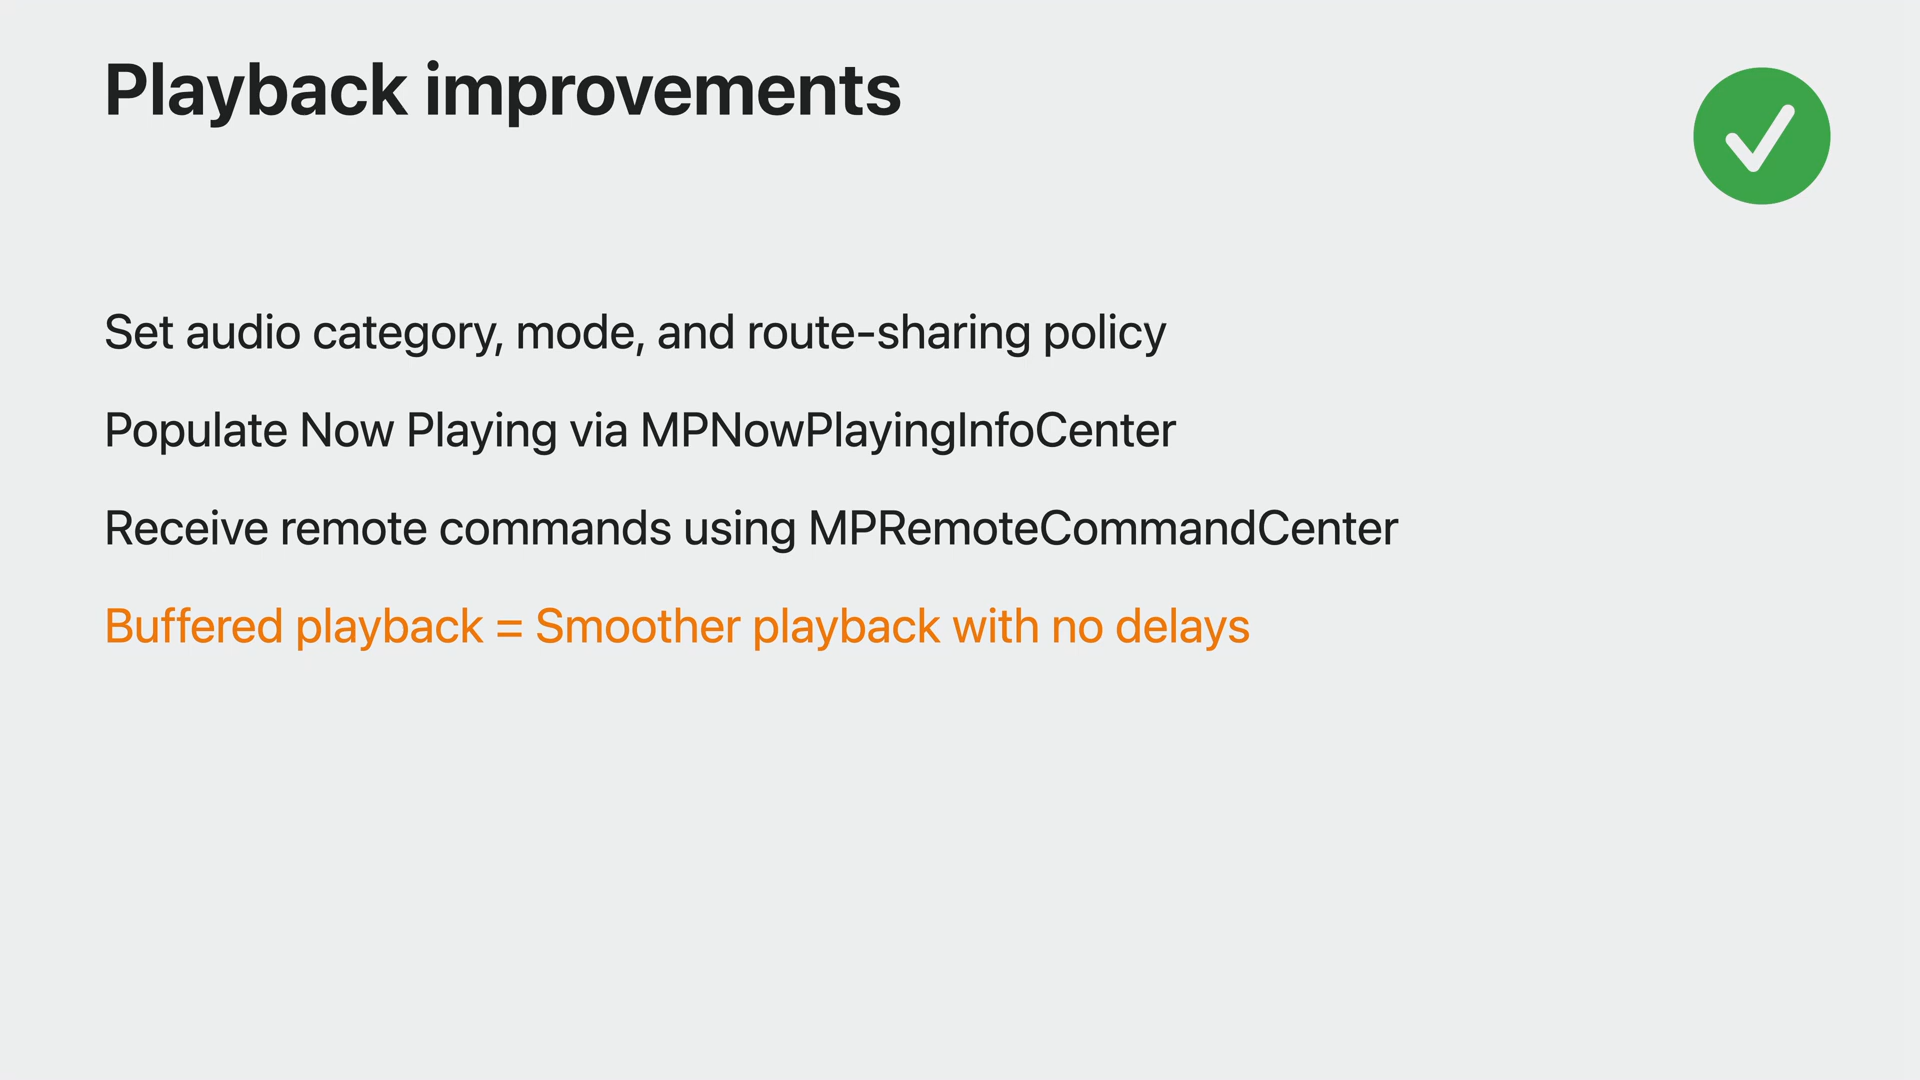 Playback improvements
Set audio category, mode, and route-sharing policy
Populate Now Playing via MPNowPlayingInfoCenter
Receive remote commands using MPRemoteCommandCenter
Buffered playback = Smoother playback with no delays